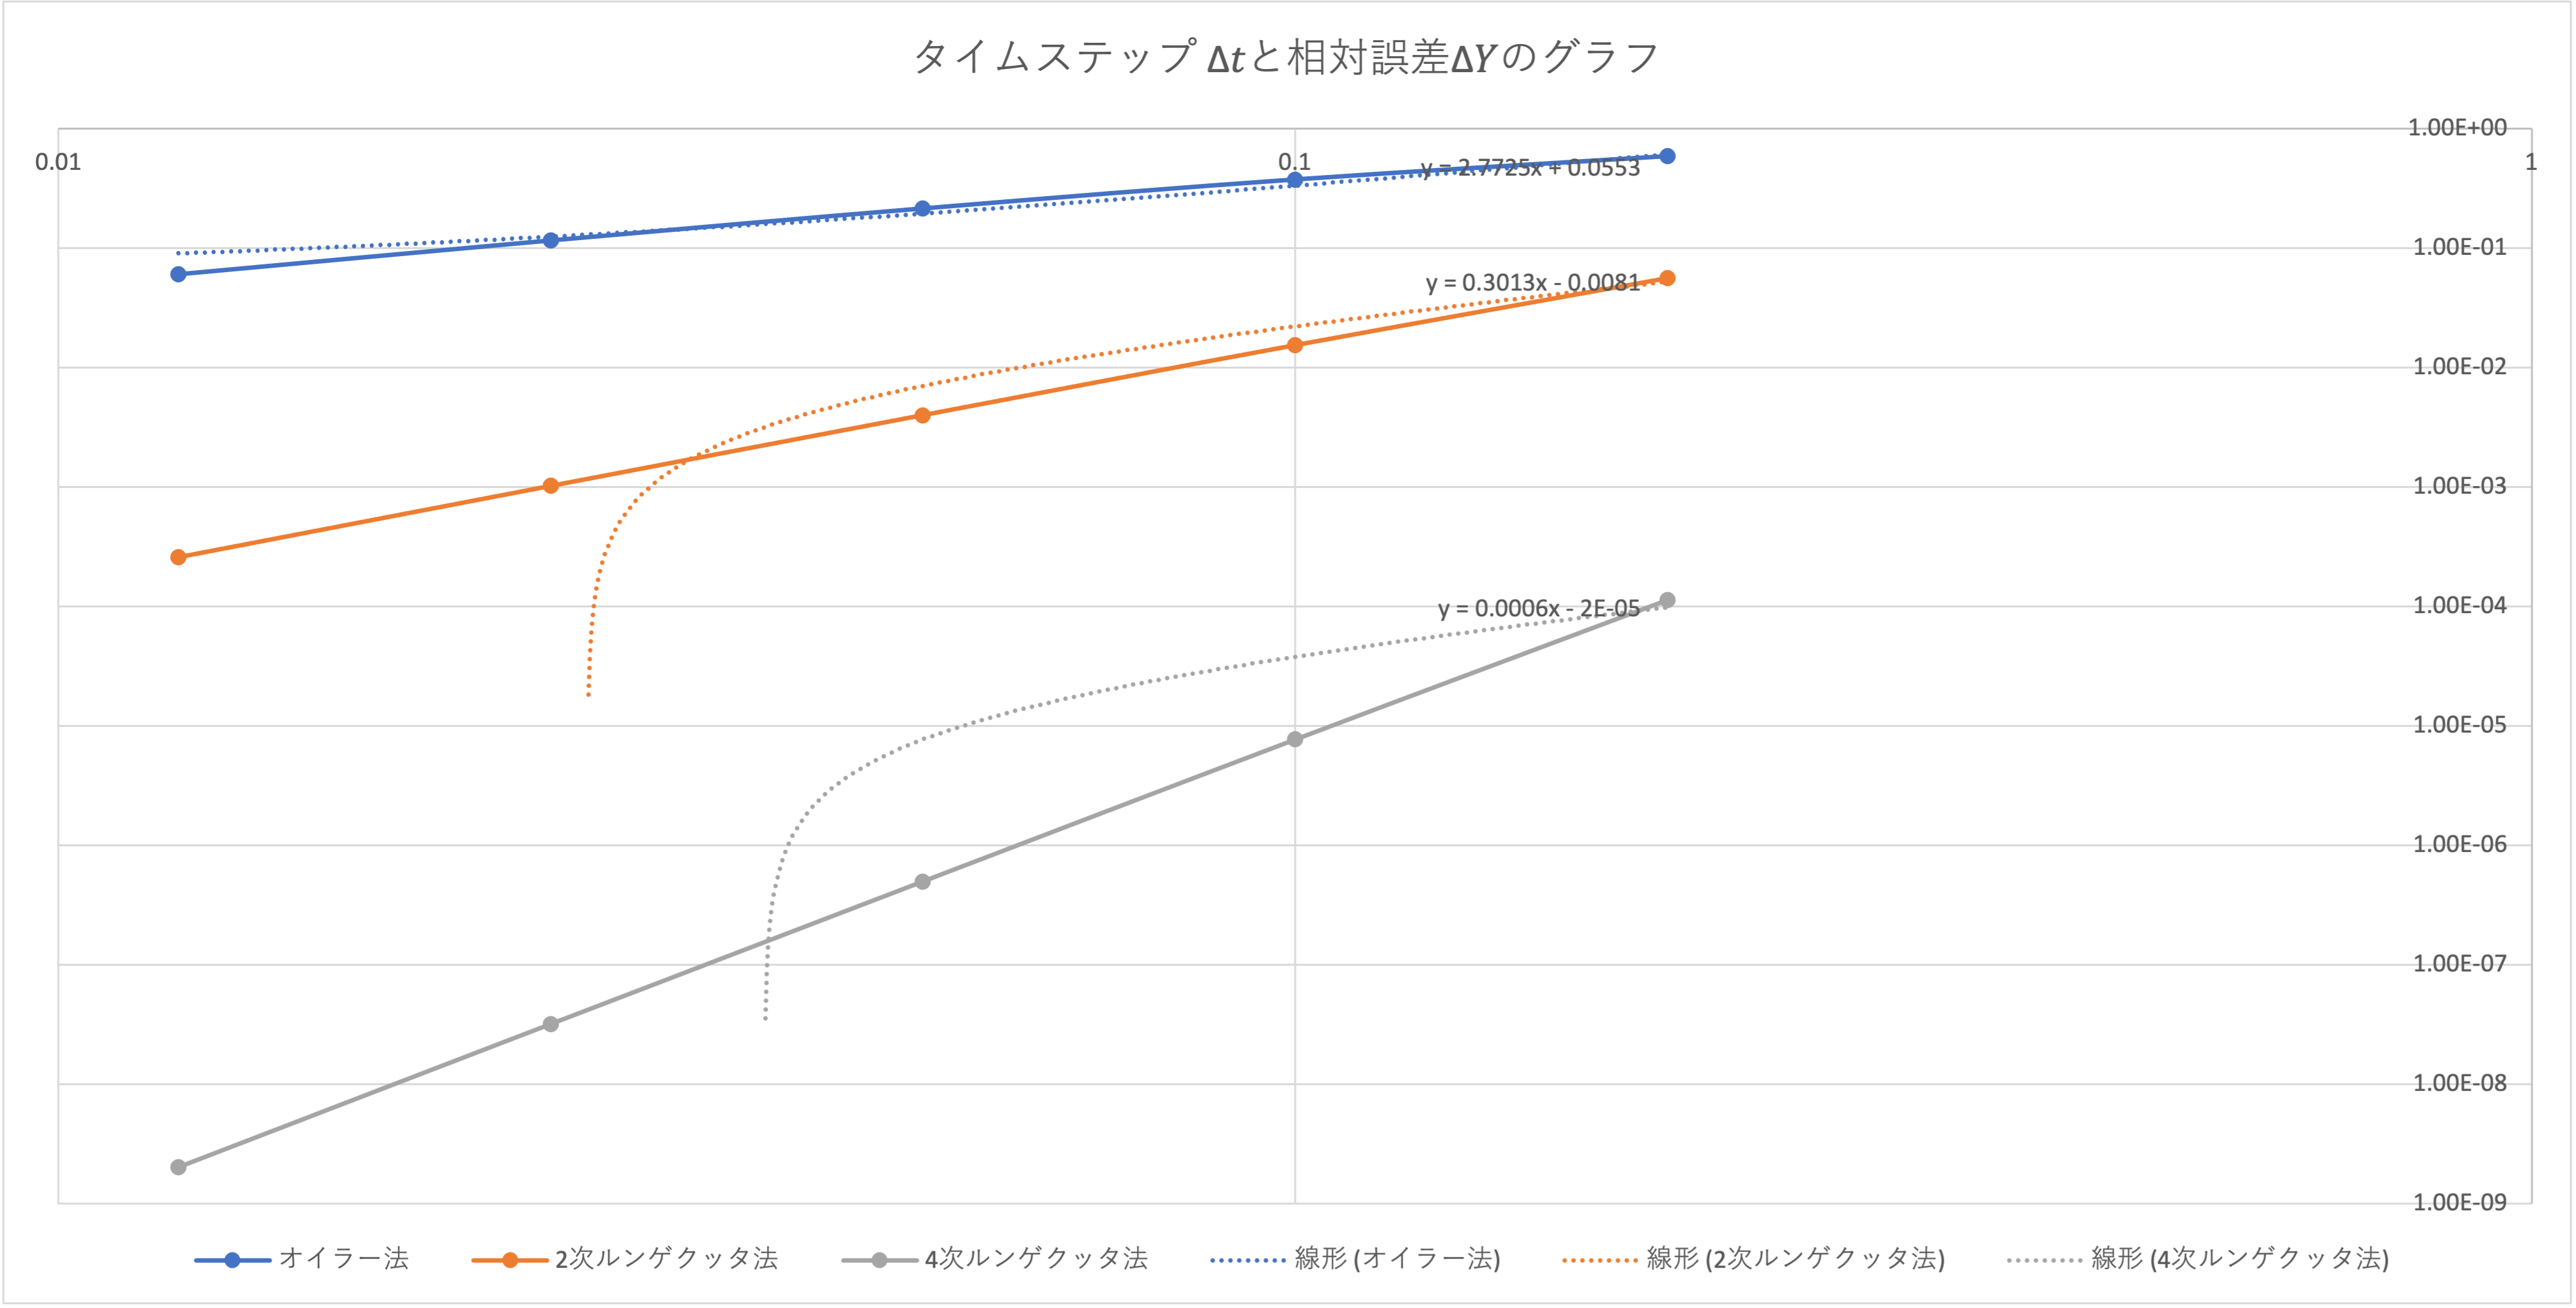 タイムステップ Δtと相対誤差ΔYのグラフ
1.00E+00
0.01
0.1
y = 2.7725x + 0.0553
1
1.00E-01
y = 0.3013x - 0.0081
1.00E-02
1.00E-03
y = 0.0006x - 2E-05
1.00E-04
1.00E-05
1.00E-06
1.00E-07
1.00E-08
1.00E-09
オイラー法
2次ルンゲクッタ法
4次ルンゲクッタ法
線形 (オイラー法)
線形 (2次ルンゲクッタ法)
線形 (4次ルンゲクッタ法)